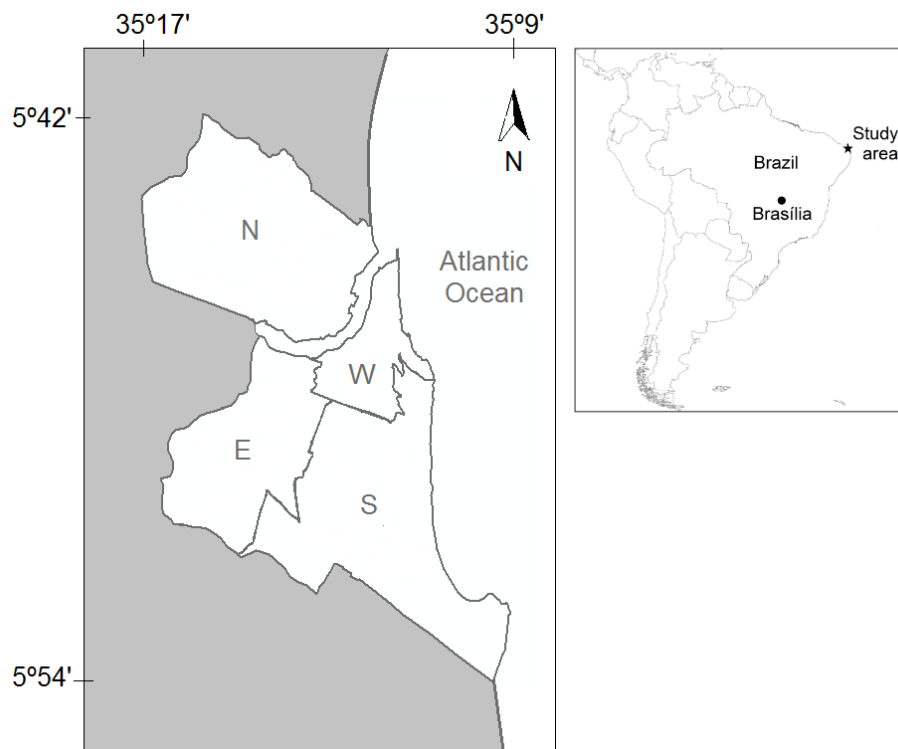 35º17'
35º9'
5º42'
N
N
Atlantic
Ocean
W
E
S
5º54'
Study
area
Brazil
Brasília